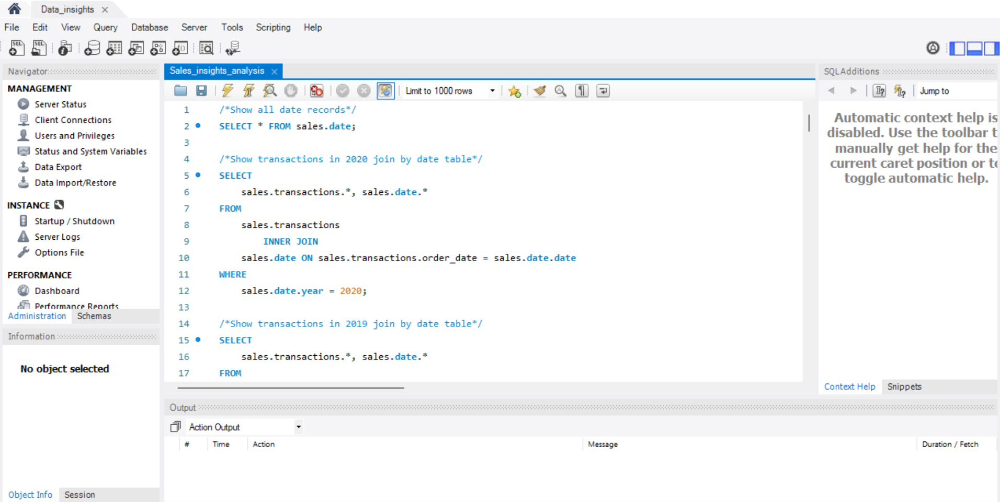 Data_insights
File Edit View Query Database Server Tools Scripting Help
Navigator
MANAGEMENT
Server Status
Client Connections
Users and Privileges
Status and System Variables
Data Export
Data Import/Restore
INSTANCE
Startup / Shutdown
Server Logs
Options File
PERFORMANCE
Dashboard
Performance Reports
Administration Schemas
Information
No object selected
Object Info Session
Sales_insights_analysis
Limit to 1000 rows
1 /*Show all date records*/
2 SELECT * FROM sales.date;
3
4 /*Show transactions in 2020 join by date table*/
5 SELECT
6 sales.transactions.*, sales.date.*
7 FROM
8 sales.transactions
9 INNER JOIN
10 sales.date ON sales.transactions.order_date = sales.date.date
11 WHERE
12 sales.date.year = 2020;
13
14 /*Show transactions in 2019 join by date table*/
15 SELECT
16 sales.transactions.*, sales.date.*
17 FROM
SQLAdditions
Jump to
Automatic context help is
disabled. Use the toolbar t
manually get help for the
current caret position or to
toggle automatic help.
Context Help Snippets
Output
Action Output
# Time Action Message Duration / Fetch